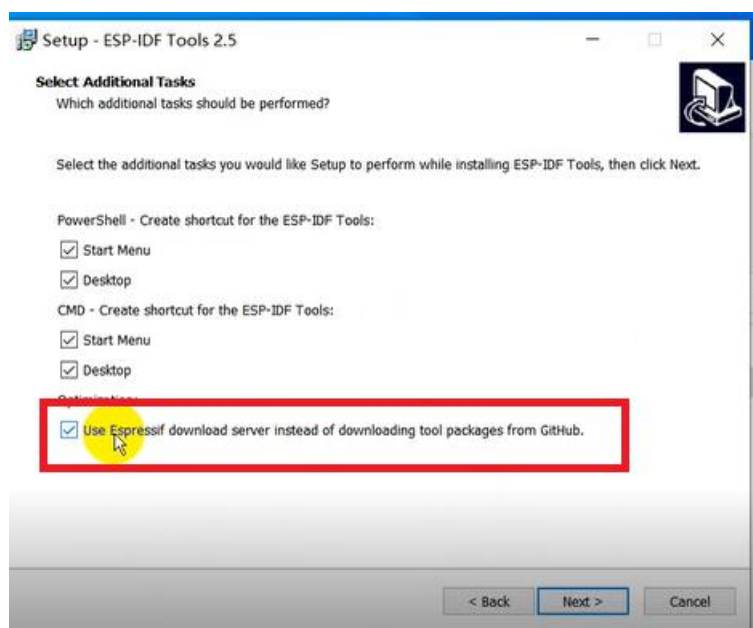 Setup - ESP-IDF Tools 2.5
Select Additional Tasks
Which additional tasks should be performed?
Select the additional tasks you would like Setup to perform while installing ESP-IDF Tools, then click Next.
PowerShell - Create shortcut for the ESP-IDF Tools:
Start Menu
Desktop
CMD - Create shortcut for the ESP-IDF Tools:
Start Menu
Desktop
Optimization:
Use Espressif download server instead of downloading tool packages from GitHub.
< Back
Next >
Cancel